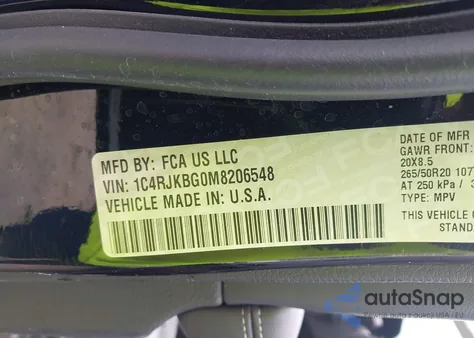 MFD BY: FCA US LLC
VIN: 1C4RJKBG0M8206548
VEHICLE MADE IN: U.S.A.
DATE OF MFR
GAWR FRONT:
20X8.5
265/50R20 107
AT 250 kPa /
TYPE: MPV
THIS VEHICLE
STAND
autoSnap